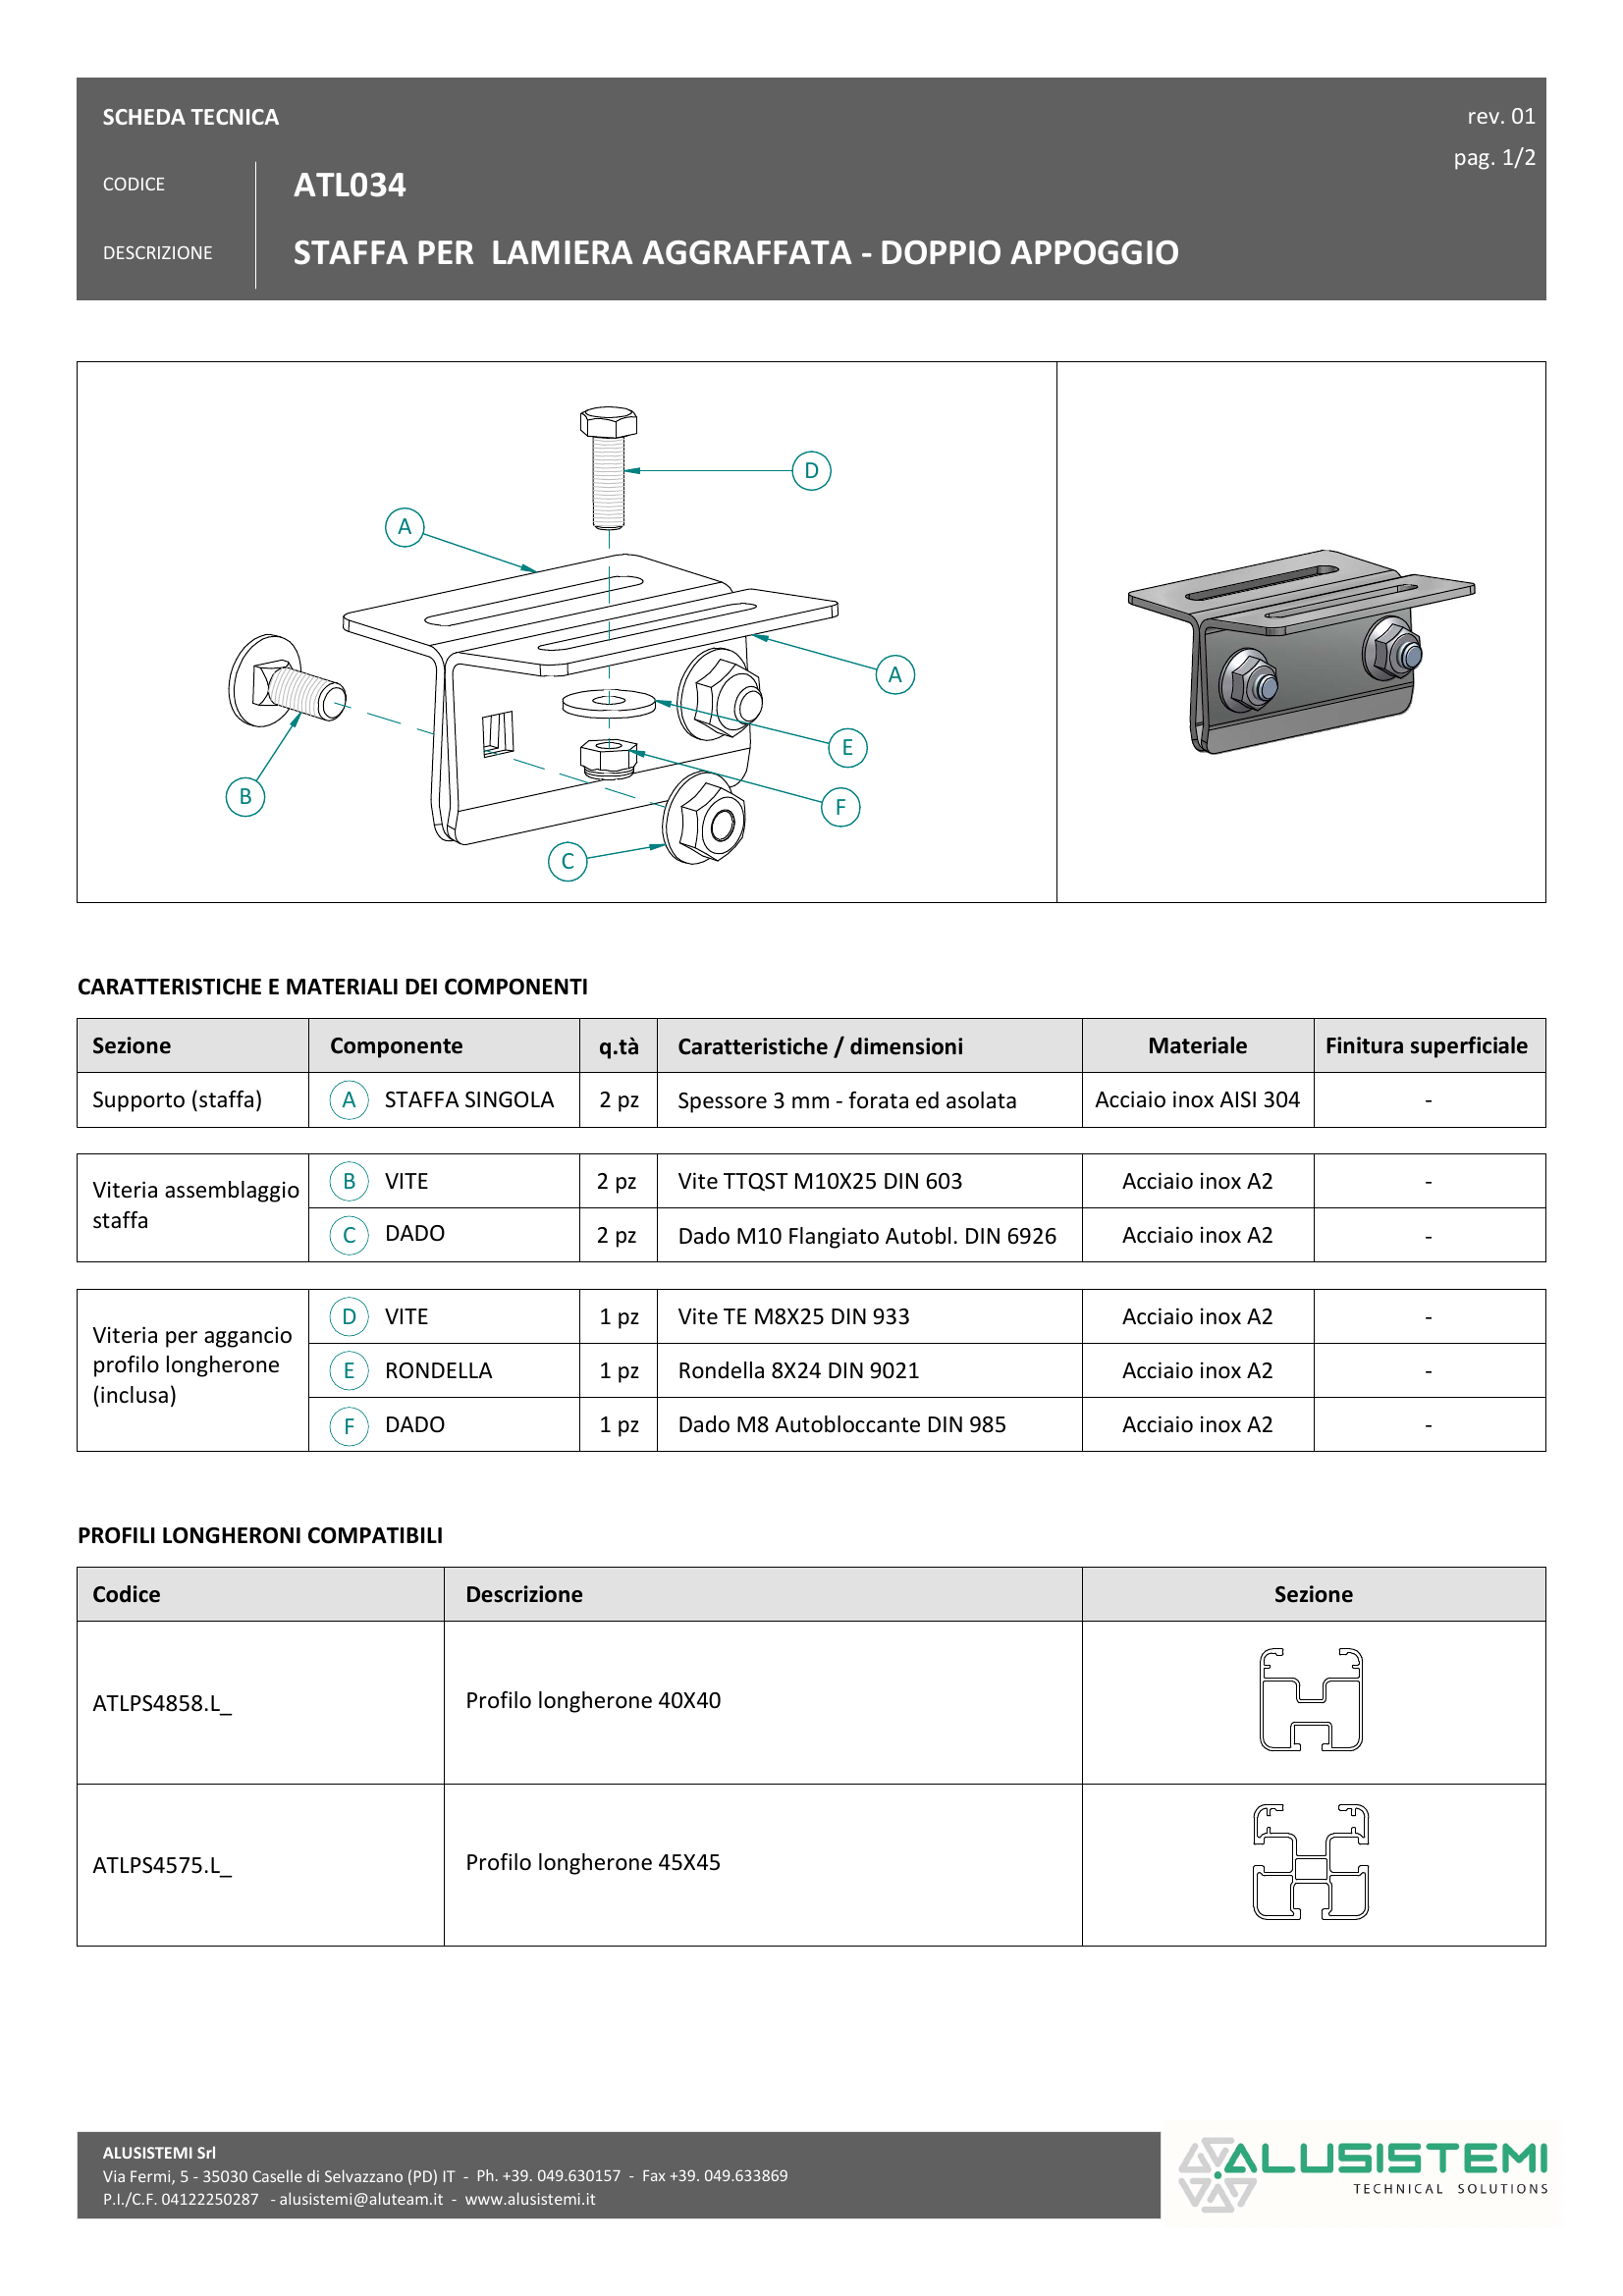 SCHEDA TECNICA
rev. 01
pag. 1/2
CODICE
ATL034
DESCRIZIONE
STAFFA PER LAMIERA AGGRAFFATA - DOPPIO APPOGGIO
D
A
A
E
B
F
C
CARATTERISTICHE E MATERIALI DEI COMPONENTI
Sezione Componente q.tà Caratteristiche / dimensioni Materiale Finitura superficiale
Supporto (staffa) A STAFFA SINGOLA 2 pz Spessore 3 mm - forata ed asolata Acciaio inox AISI 304 -
Viteria assemblaggio
staffa
B VITE 2 pz Vite TTQST M10X25 DIN 603 Acciaio inox A2 -
C DADO 2 pz Dado M10 Flangiato Autobl. DIN 6926 Acciaio inox A2 -
Viteria per aggancio
profilo longherone
(inclusa)
D VITE 1 pz Vite TE M8X25 DIN 933 Acciaio inox A2 -
E RONDELLA 1 pz Rondella 8X24 DIN 9021 Acciaio inox A2 -
F DADO 1 pz Dado M8 Autobloccante DIN 985 Acciaio inox A2 -
PROFILI LONGHERONI COMPATIBILI
Codice Descrizione Sezione
ATLPS4858.L_ Profilo longherone 40X40
ATLPS4575.L_ Profilo longherone 45X45
ALUSISTEMI Srl
Via Fermi, 5 - 35030 Caselle di Selvazzano (PD) IT - Ph. +39. 049.630157 - Fax +39. 049.633869
P.I./C.F. 04122250287 - alusistemi@aluteam.it - www.alusistemi.it
ALUSISTEMI
TECHNICAL SOLUTIONS